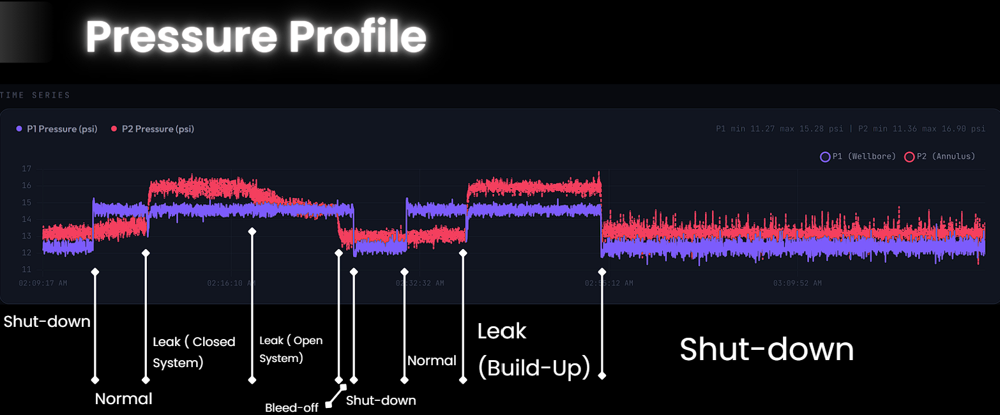 Pressure Profile
TIME SERIES
P1 Pressure (psi) P2 Pressure (psi)
P1 min 11.27 max 15.28 psi | P2 min 11.36 max 16.90 psi
P1 (Wellbore) P2 (Annulus)
17
16
15
14
13
12
11
02:09:17 AM 02:16:10 AM 02:32:32 AM 02:55:12 AM 03:09:52 AM
Shut-down
Normal
Leak ( Closed
System)
Leak ( Open
System)
Bleed-off
Shut-down
Normal
Leak
(Build-Up)
Shut-down